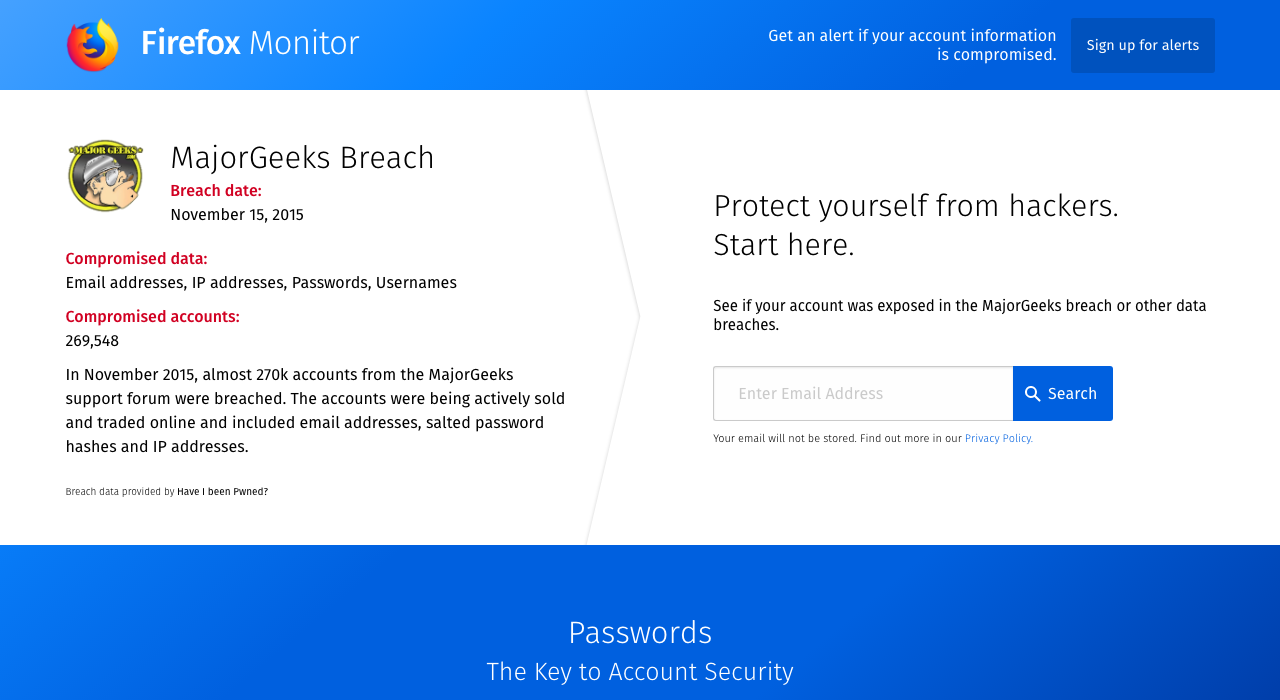 Firefox Monitor
Get an alert if your account information
is compromised.
Sign up for alerts
MAJOR GEEKS
MajorGeeks Breach
Breach date:
November 15, 2015
Compromised data:
Email addresses, IP addresses, Passwords, Usernames
Compromised accounts:
269,548
In November 2015, almost 270k accounts from the MajorGeeks
support forum were breached. The accounts were being actively sold
and traded online and included email addresses, salted password
hashes and IP addresses.
Breach data provided by Have I been Pwned?
Protect yourself from hackers.
Start here.
See if your account was exposed in the MajorGeeks breach or other data
breaches.
Enter Email Address
Search
Your email will not be stored. Find out more in our Privacy Policy.
Passwords
The Key to Account Security